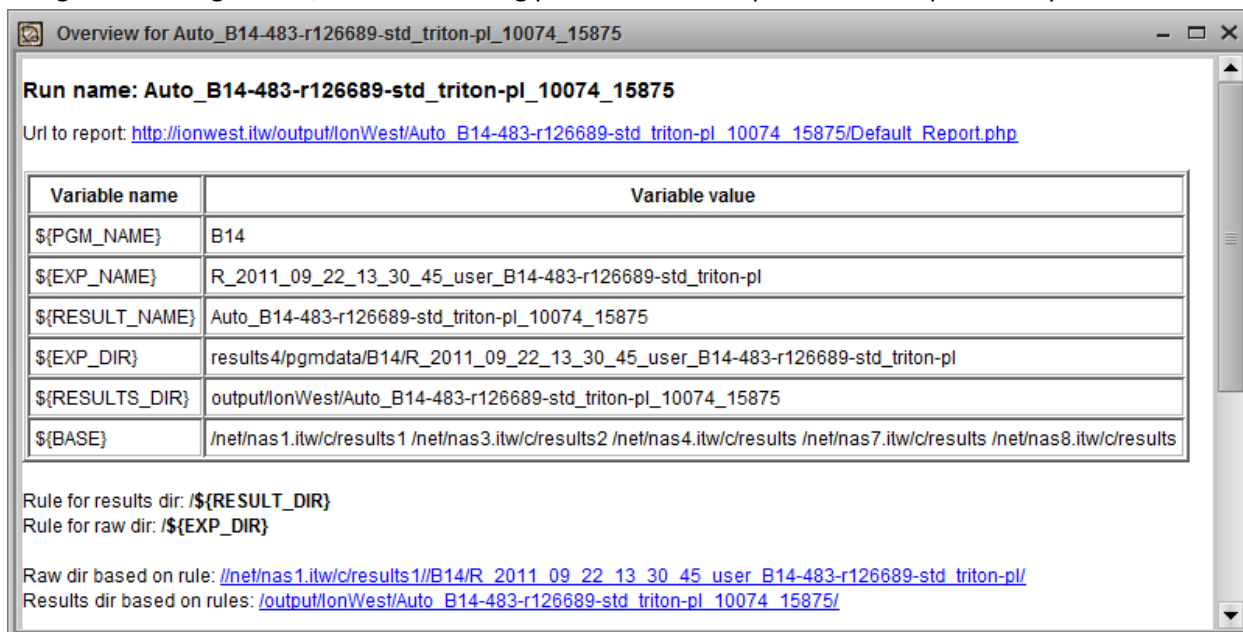 Overview for Auto_B14-483-r126689-std_triton-pl_10074_15875
Run name: Auto_B14-483-r126689-std_triton-pl_10074_15875
Url to report: http://ionwest.itw/output/IonWest/Auto_B14-483-r126689-std_triton-pl_10074_15875/Default_Report.php
Variable name Variable value
${PGM_NAME} B14
${EXP_NAME} R_2011_09_22_13_30_45_user_B14-483-r126689-std_triton-pl
${RESULT_NAME} Auto_B14-483-r126689-std_triton-pl_10074_15875
${EXP_DIR} results4/pgmdata/B14/R_2011_09_22_13_30_45_user_B14-483-r126689-std_triton-pl
${RESULTS_DIR} output/IonWest/Auto_B14-483-r126689-std_triton-pl_10074_15875
${BASE} /net/nas1.itw/c/results1 /net/nas3.itw/c/results2 /net/nas4.itw/c/results /net/nas7.itw/c/results /net/nas8.itw/c/results
Rule for results dir: /${RESULT_DIR}
Rule for raw dir: /${EXP_DIR}
Raw dir based on rule: //net/nas1.itw/c/results1//B14/R_2011_09_22_13_30_45_user_B14-483-r126689-std_triton-pl/
Results dir based on rules: /output/IonWest/Auto_B14-483-r126689-std_triton-pl_10074_15875/